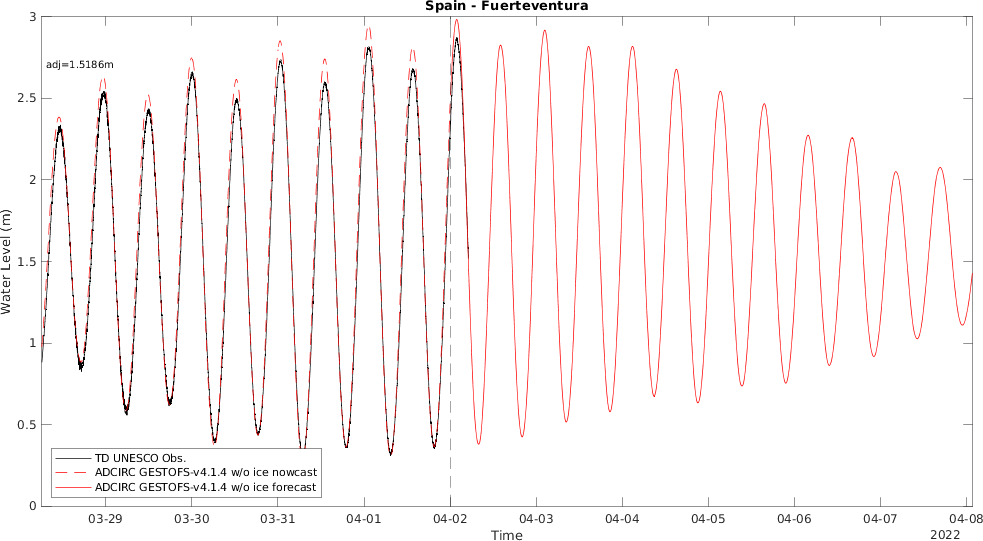 Spain - Fuerteventura
adj=1.5186m
Water Level (m)
3
2.5
2
1.5
1
0.5
0
TD UNESCO Obs.
ADCIRC GESTOFS-v4.1.4 w/o ice nowcast
ADCIRC GESTOFS-v4.1.4 w/o ice forecast
03-29 03-30 03-31 04-01 04-02 04-03 04-04 04-05 04-06 04-07 04-08
Time
2022